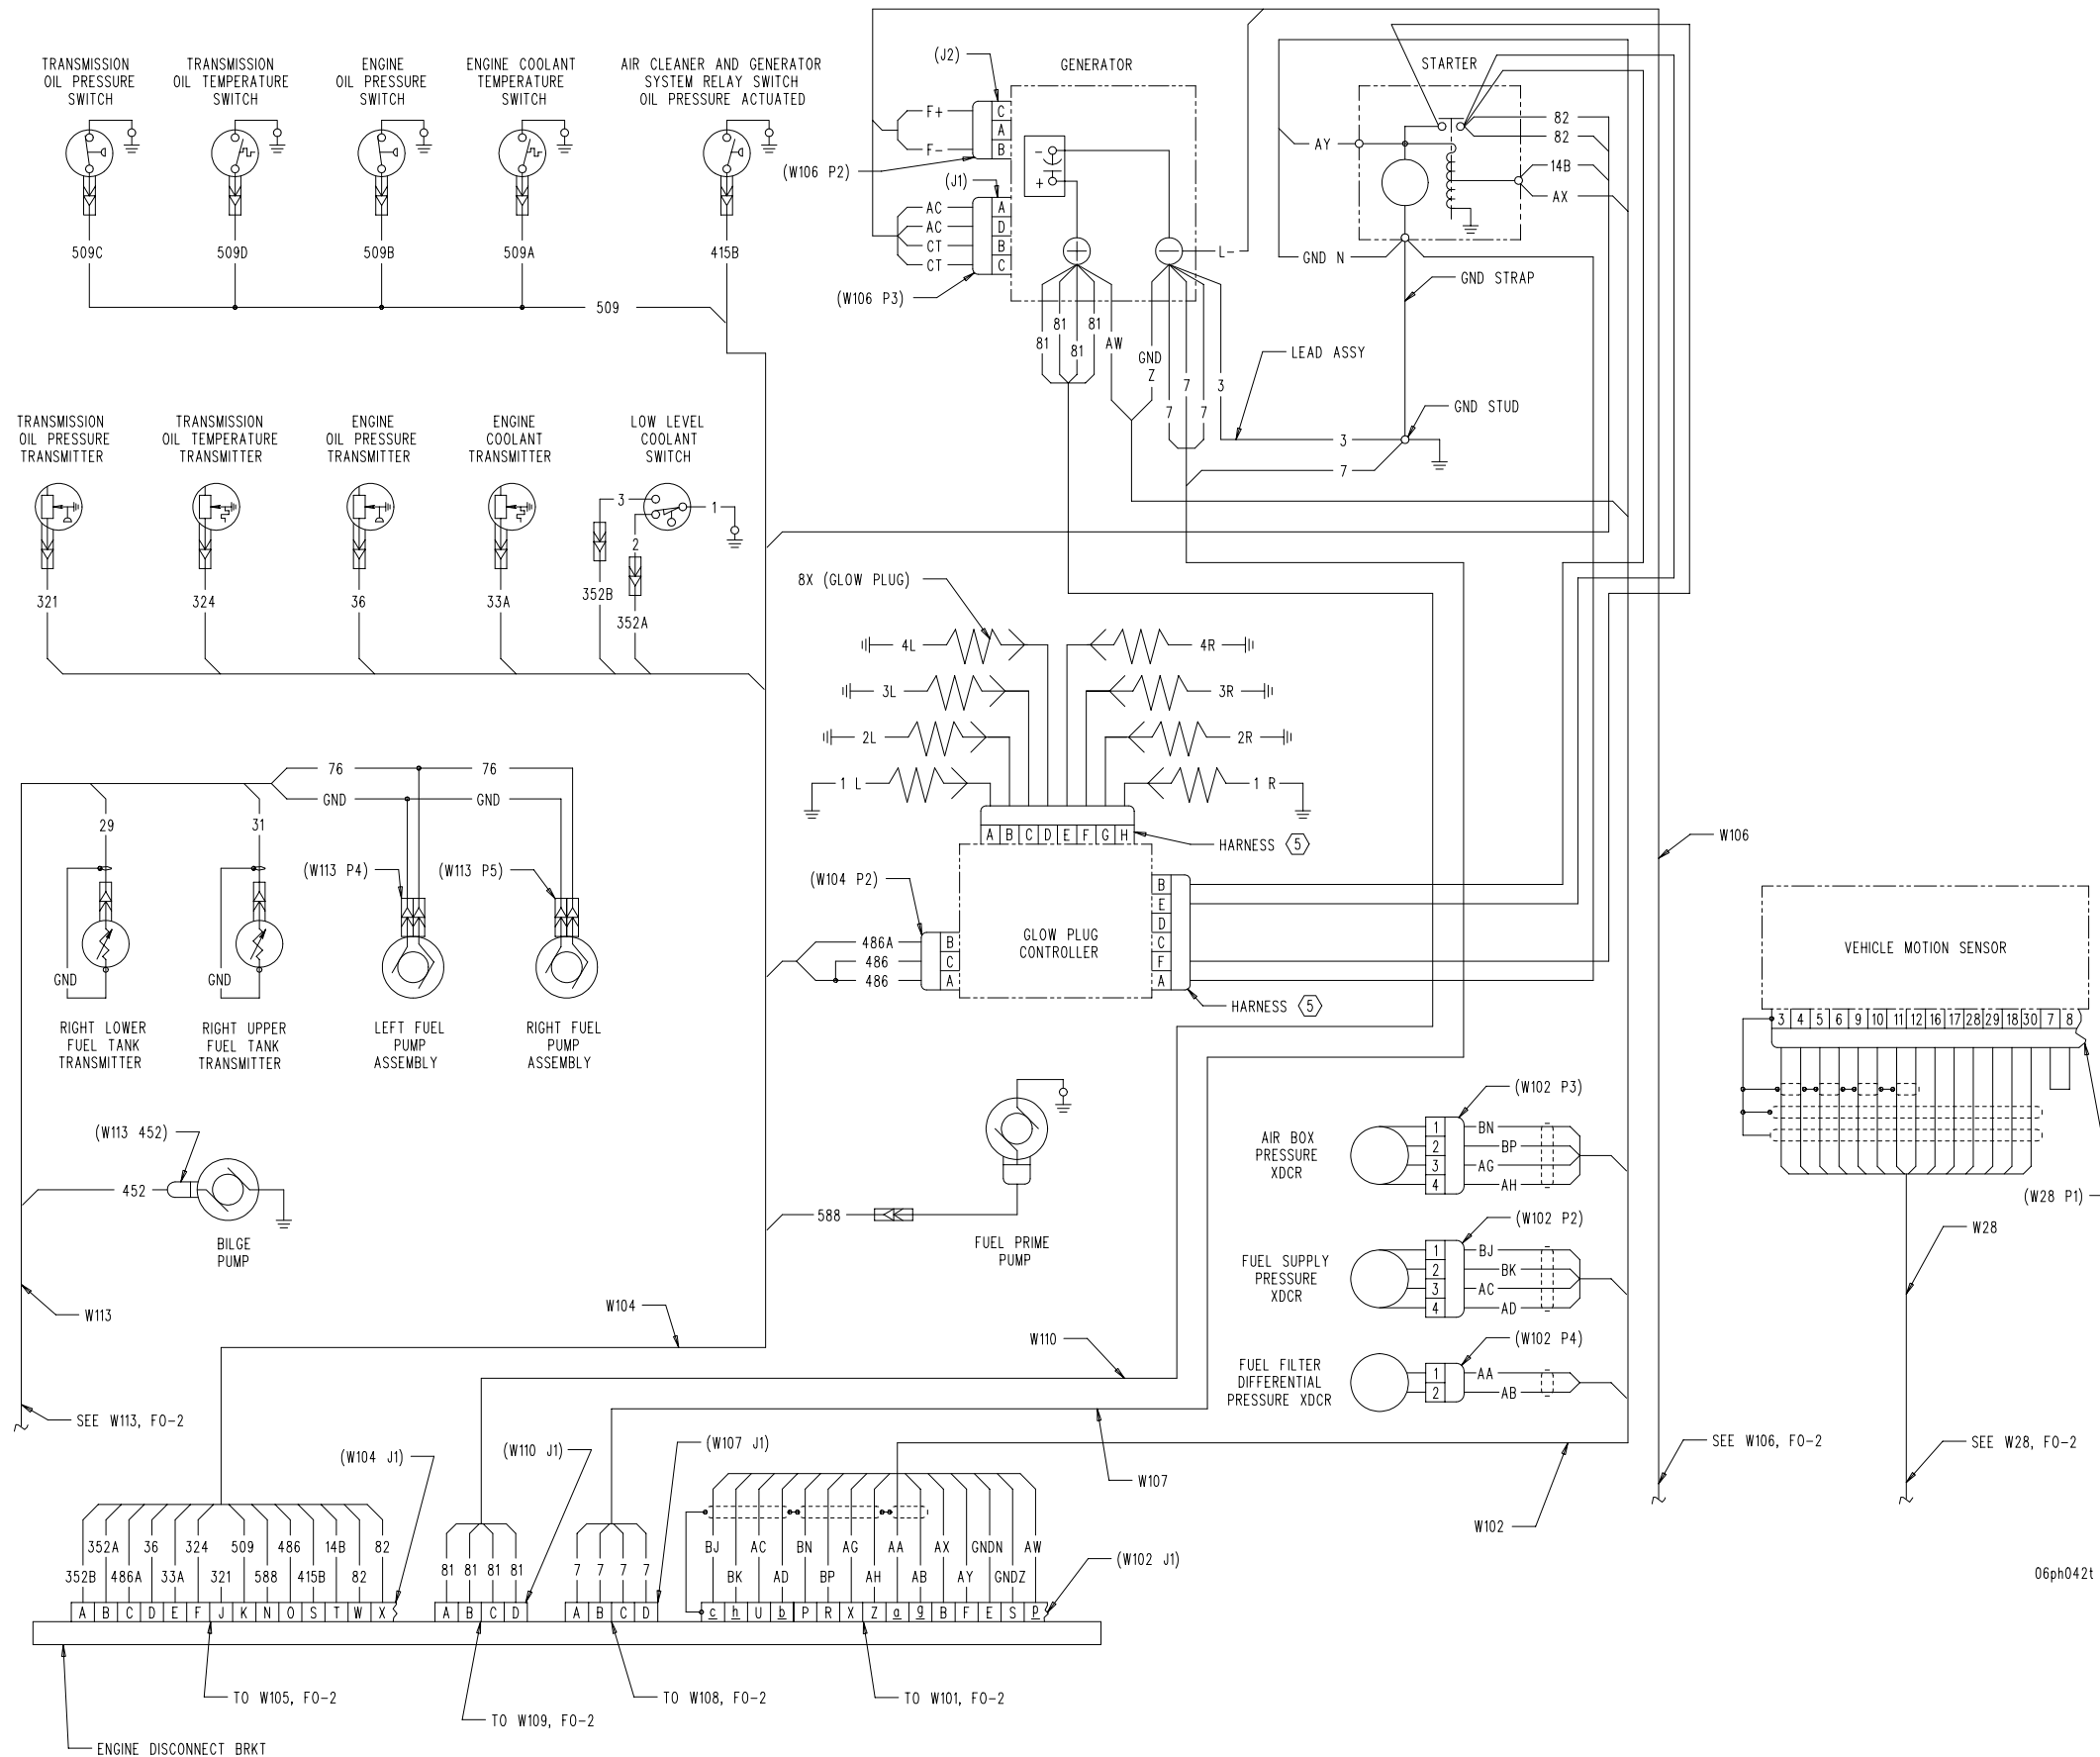 TRANSMISSION
OIL PRESSURE
SWITCH
TRANSMISSION
OIL TEMPERATURE
SWITCH
ENGINE
OIL PRESSURE
SWITCH
ENGINE COOLANT
TEMPERATURE
SWITCH
AIR CLEANER AND GENERATOR
SYSTEM RELAY SWITCH
OIL PRESSURE ACTUATED
509C
509D
509B
509A
415B
509
(J2)
GENERATOR
F+
F-
C
A
B
(W106 P2)
(J1)
AC
AC
CT
CT
A
D
B
C
(W106 P3)
-
+
L-
81
81
81
81
AW
GND
Z
7
7
7
3
STARTER
AY
82
82
14B
AX
GND N
GND STRAP
LEAD ASSY
GND STUD
3
7
TRANSMISSION
OIL PRESSURE
TRANSMITTER
TRANSMISSION
OIL TEMPERATURE
TRANSMITTER
ENGINE
OIL PRESSURE
TRANSMITTER
ENGINE
COOLANT
TRANSMITTER
LOW LEVEL
COOLANT
SWITCH
3
2
1
321
324
36
33A
352B
352A
8X (GLOW PLUG)
4L
4R
3L
3R
2L
2R
1 L
1 R
A B C D E F G H
HARNESS 5
(W104 P2)
486A
486
486
B
C
A
GLOW PLUG
CONTROLLER
B
E
D
C
F
A
HARNESS 5
76
76
GND
GND
29
31
(W113 P4)
(W113 P5)
GND
GND
RIGHT LOWER
FUEL TANK
TRANSMITTER
RIGHT UPPER
FUEL TANK
TRANSMITTER
LEFT FUEL
PUMP
ASSEMBLY
RIGHT FUEL
PUMP
ASSEMBLY
(W113 452)
452
BILGE
PUMP
W113
588
FUEL PRIME
PUMP
W104
W110
W106
VEHICLE MOTION SENSOR
3 4 5 6 9 10 11 12 16 17 28 29 18 30 7 8
(W28 P1)
W28
AIR BOX
PRESSURE
XDCR
(W102 P3)
1
2
3
4
BN
BP
AG
AH
FUEL SUPPLY
PRESSURE
XDCR
(W102 P2)
1
2
3
4
BJ
BK
AC
AD
FUEL FILTER
DIFFERENTIAL
PRESSURE XDCR
(W102 P4)
1
2
AA
AB
SEE W113, FO-2
SEE W106, FO-2
SEE W28, FO-2
W107
W102
(W104 J1)
(W110 J1)
(W107 J1)
(W102 J1)
352A 36 324 509 486 14B 82
352B 486A 33A 321 588 415B 82
A B C D E F J K N O S T W X
81 81 81 81
A B C D
7 7 7 7
A B C D
BJ AC BN AG AA AX GNDN AW
BK AD BP AH AB AY GNDZ
c h U b P R X Z a g B F E S p
TO W105, FO-2
TO W109, FO-2
TO W108, FO-2
TO W101, FO-2
ENGINE DISCONNECT BRKT
06ph042t